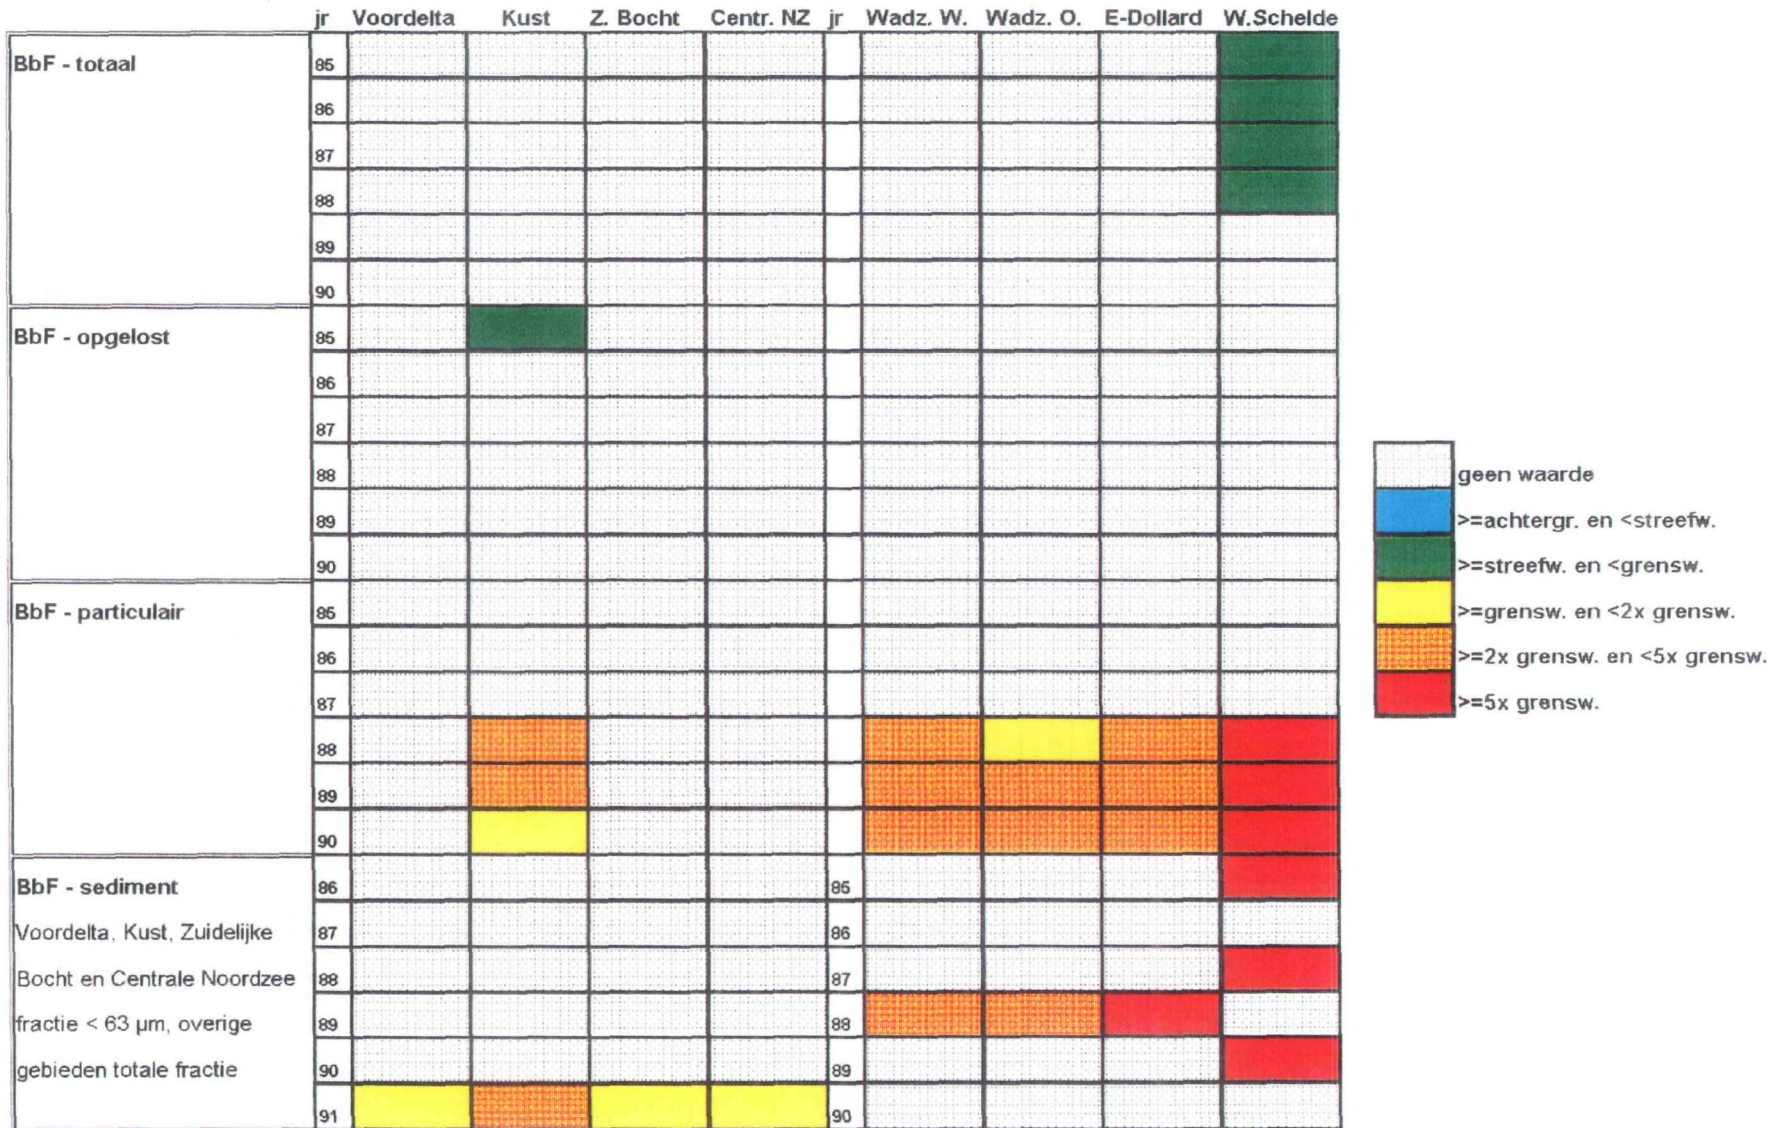 jr Voordelta Kust Z. Bocht Centr. NZ jr Wadz. W. Wadz. O. E-Dollard W.Schelde
BbF - totaal 85
86
87
88
89
90
BbF - opgelost 85
86
87
88
89
90
BbF - particulair 85
86
87
88
89
90
BbF - sediment 86 85
Voordelta, Kust, Zuidelijke 87 86
Bocht en Centrale Noordzee 88 87
fractie < 63 µm, overige 89 88
gebieden totale fractie 90 89
91 90
geen waarde
>=achtergr. en <streefw.
>=streefw. en <grensw.
>=grensw. en <2x grensw.
>=2x grensw. en <5x grensw.
>=5x grensw.